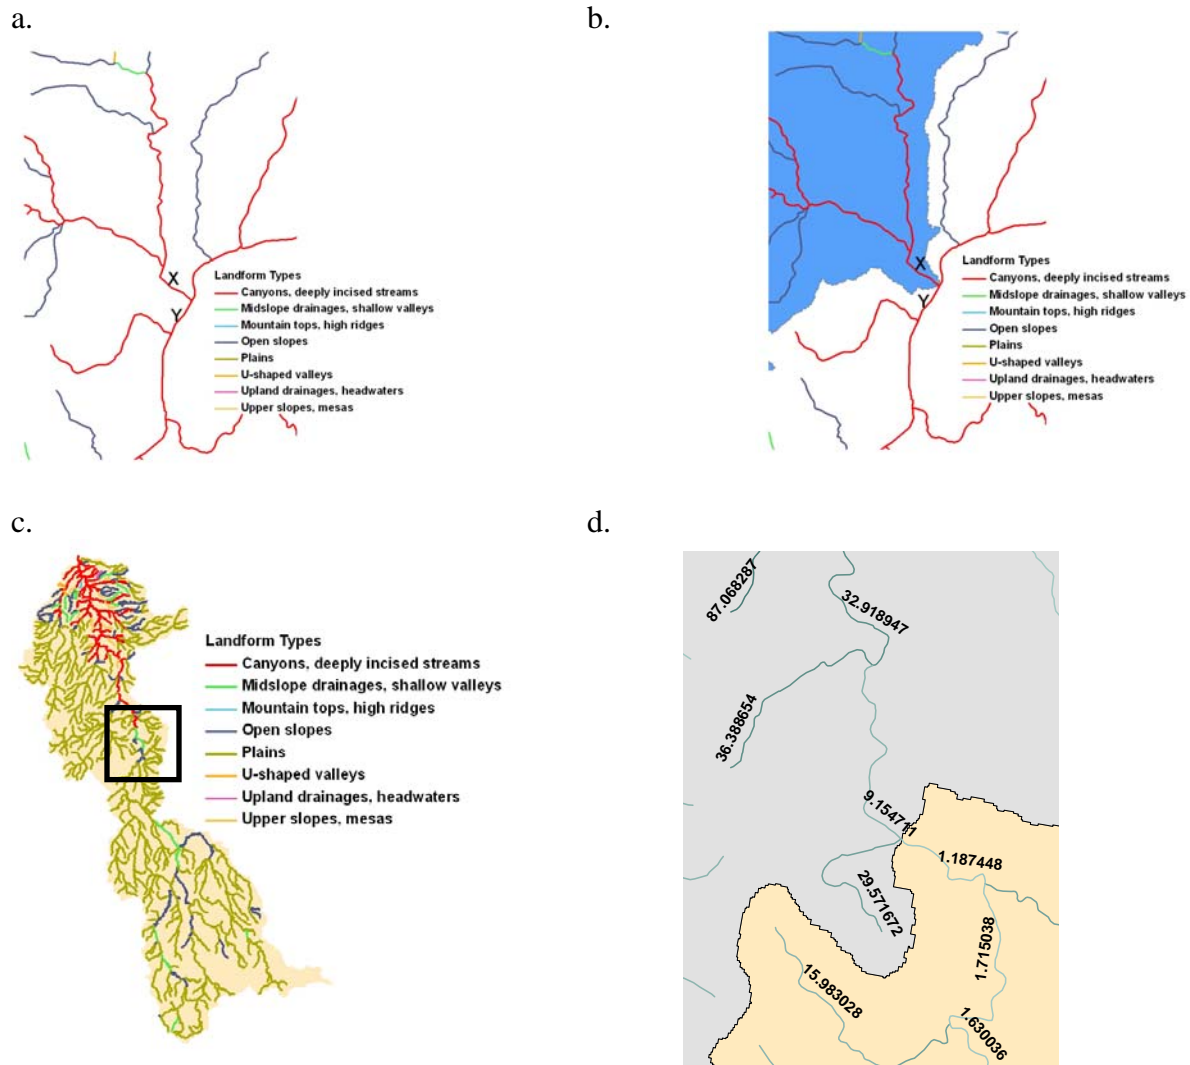 a.
X
Y
Landform Types
Canyons, deeply incised streams
Midslope drainages, shallow valleys
Mountain tops, high ridges
Open slopes
Plains
U-shaped valleys
Upland drainages, headwaters
Upper slopes, mesas
b.
X
Y
Landform Types
Canyons, deeply incised streams
Midslope drainages, shallow valleys
Mountain tops, high ridges
Open slopes
Plains
U-shaped valleys
Upland drainages, headwaters
Upper slopes, mesas
c.
Landform Types
Canyons, deeply incised streams
Midslope drainages, shallow valleys
Mountain tops, high ridges
Open slopes
Plains
U-shaped valleys
Upland drainages, headwaters
Upper slopes, mesas
d.
87.068287
32.918947
36.388654
9.154711
1.187448
29.571672
1.715038
15.983028
1.630036